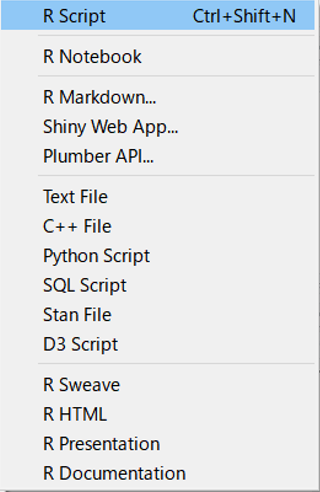 R Script Ctrl+Shift+N
R Notebook
R Markdown...
Shiny Web App...
Plumber API...
Text File
C++ File
Python Script
SQL Script
Stan File
D3 Script
R Sweave
R HTML
R Presentation
R Documentation